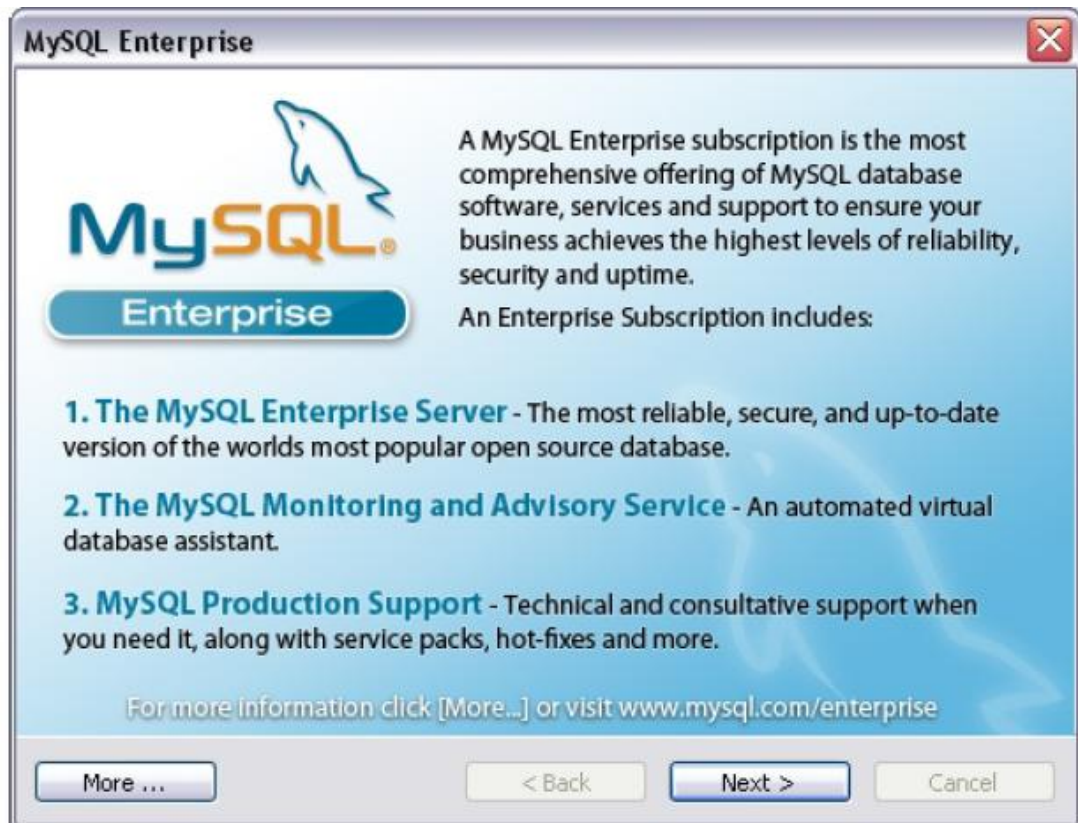 MySQL Enterprise
A MySQL Enterprise subscription is the most
comprehensive offering of MySQL database
software, services and support to ensure your
business achieves the highest levels of reliability,
security and uptime.
An Enterprise Subscription includes:
MySQL®
Enterprise
1. The MySQL Enterprise Server - The most reliable, secure, and up-to-date
version of the worlds most popular open source database.
2. The MySQL Monitoring and Advisory Service - An automated virtual
database assistant.
3. MySQL Production Support - Technical and consultative support when
you need it, along with service packs, hot-fixes and more.
For more information click [More...] or visit www.mysql.com/enterprise
More ... < Back Next > Cancel